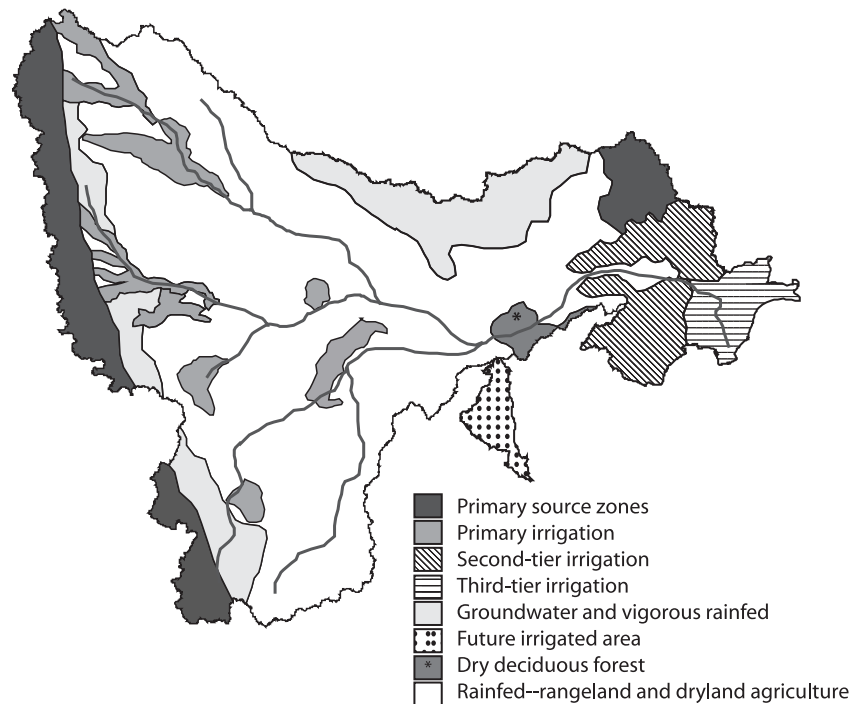 *
Primary source zones
Primary irrigation
Second-tier irrigation
Third-tier irrigation
Groundwater and vigorous rainfed
Future irrigated area
* Dry deciduous forest
Rainfed--rangeland and dryland agriculture